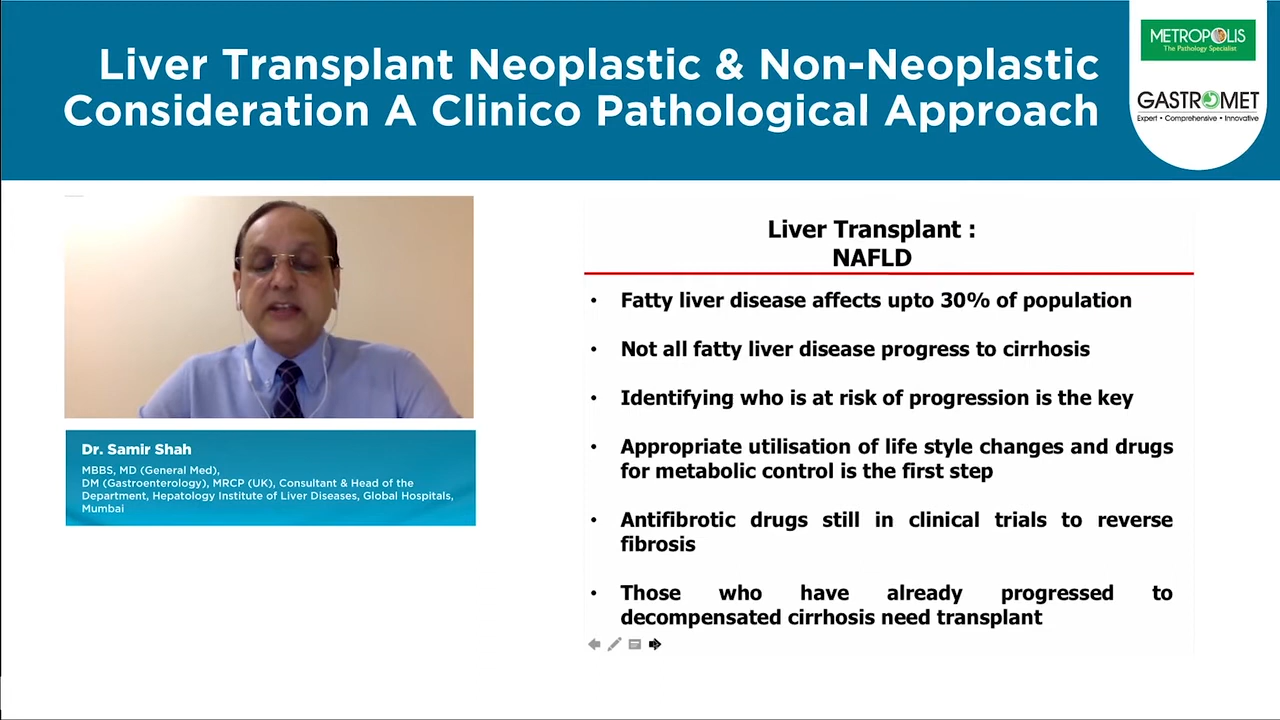 Liver Transplant Neoplastic & Non-Neoplastic
Consideration A Clinico Pathological Approach
METROPOLIS
The Pathology Specialist
GASTROMET
Expert • Comprehensive • Innovative
Dr. Samir Shah
MBBS, MD (General Med),
DM (Gastroenterology), MRCP (UK), Consultant & Head of the
Department, Hepatology Institute of Liver Diseases, Global Hospitals,
Mumbai
Liver Transplant :
NAFLD
• Fatty liver disease affects upto 30% of population
• Not all fatty liver disease progress to cirrhosis
• Identifying who is at risk of progression is the key
• Appropriate utilisation of life style changes and drugs
for metabolic control is the first step
• Antifibrotic drugs still in clinical trials to reverse
fibrosis
• Those who have already progressed to
decompensated cirrhosis need transplant